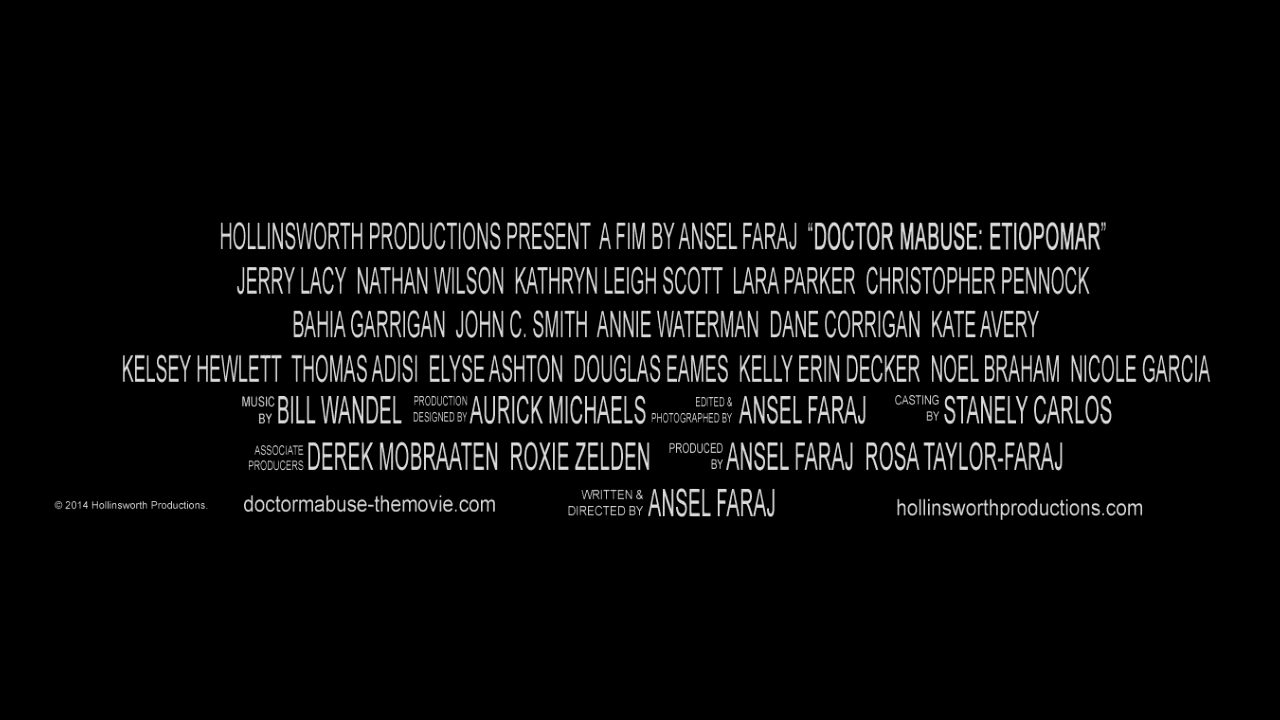 HOLLINSWORTH PRODUCTIONS PRESENT A FIM BY ANSEL FARAJ “DOCTOR MABUSE: ETIOPOMAR”
JERRY LACY NATHAN WILSON KATHRYN LEIGH SCOTT LARA PARKER CHRISTOPHER PENNOCK
BAHIA GARRIGAN JOHN C. SMITH ANNIE WATERMAN DANE CORRIGAN KATE AVERY
KELSEY HEWLETT THOMAS ADISI ELYSE ASHTON DOUGLAS EAMES KELLY ERIN DECKER NOEL BRAHAM NICOLE GARCIA
MUSIC BY BILL WANDEL PRODUCTION DESIGNED BY AURICK MICHAELS EDITED & PHOTOGRAPHED BY ANSEL FARAJ CASTING BY STANELY CARLOS
ASSOCIATE PRODUCERS DEREK MOBRAATEN ROXIE ZELDEN PRODUCED BY ANSEL FARAJ ROSA TAYLOR-FARAJ
© 2014 Hollinsworth Productions. doctormabuse-themovie.com WRITTEN & DIRECTED BY ANSEL FARAJ hollinsworthproductions.com